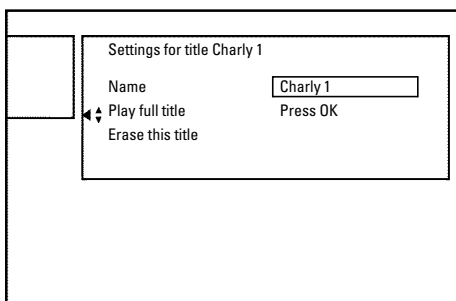 Settings for title Charly 1
Name Charly 1
Play full title Press OK
Erase this title